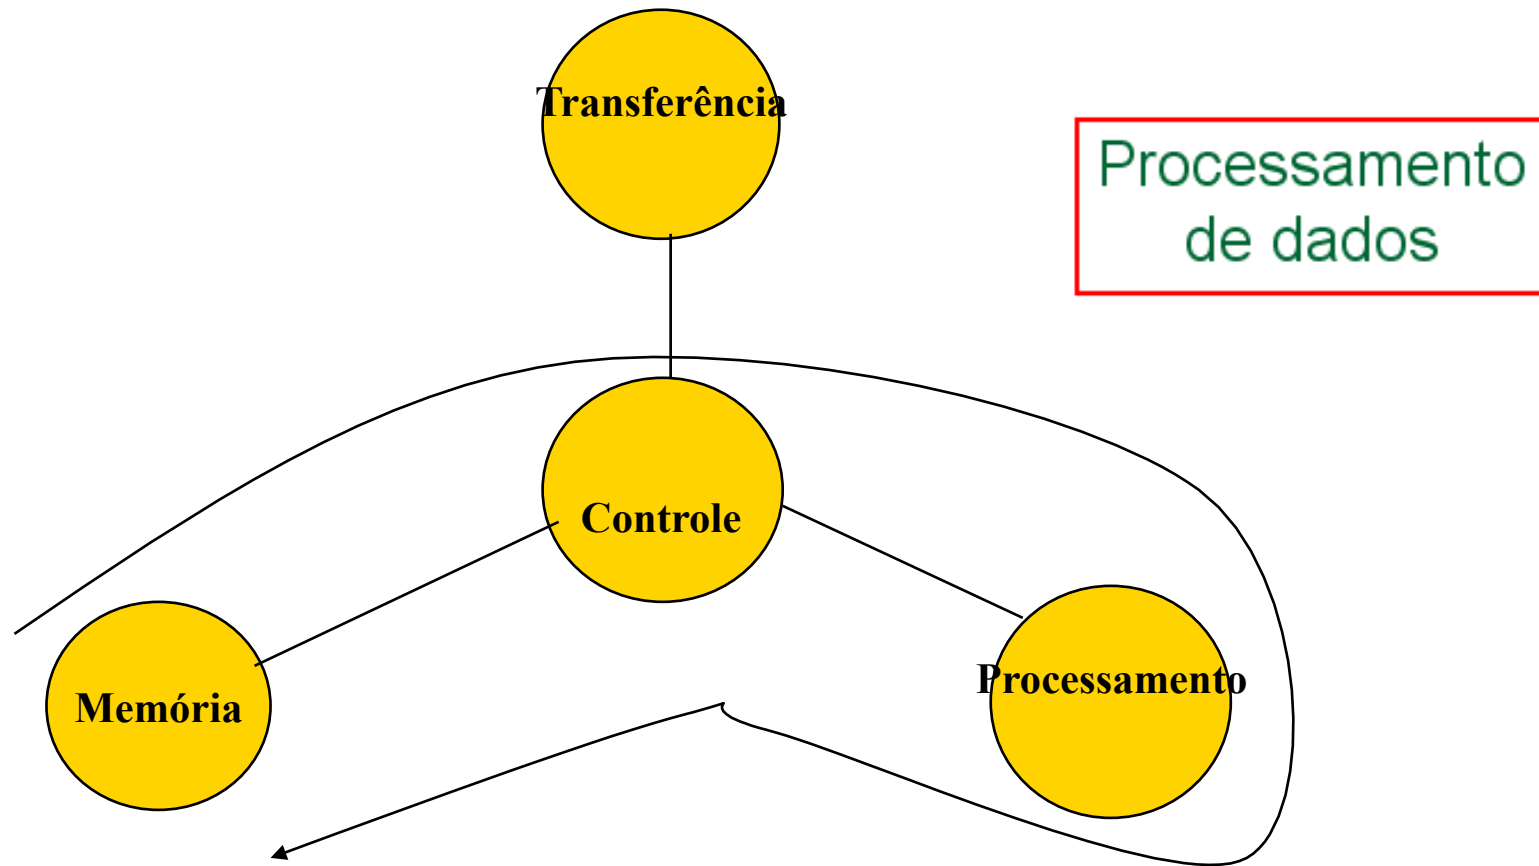 Transferência
Processamento
de dados
Controle
Processamento
Memória